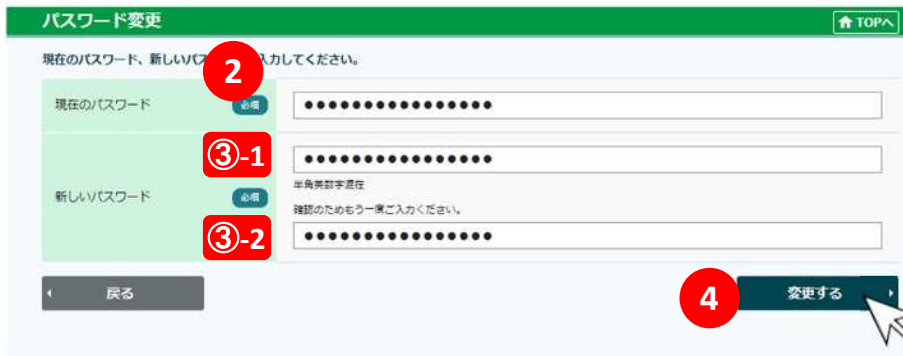 パスワード変更
TOPへ
現在のパスワード、新しいパス 入力してください。
2
現在のパスワード 必須
③-1
半角英数字混在
新しいパスワード 必須
確認のためもう一度ご入力ください。
③-2
戻る
4
変更する